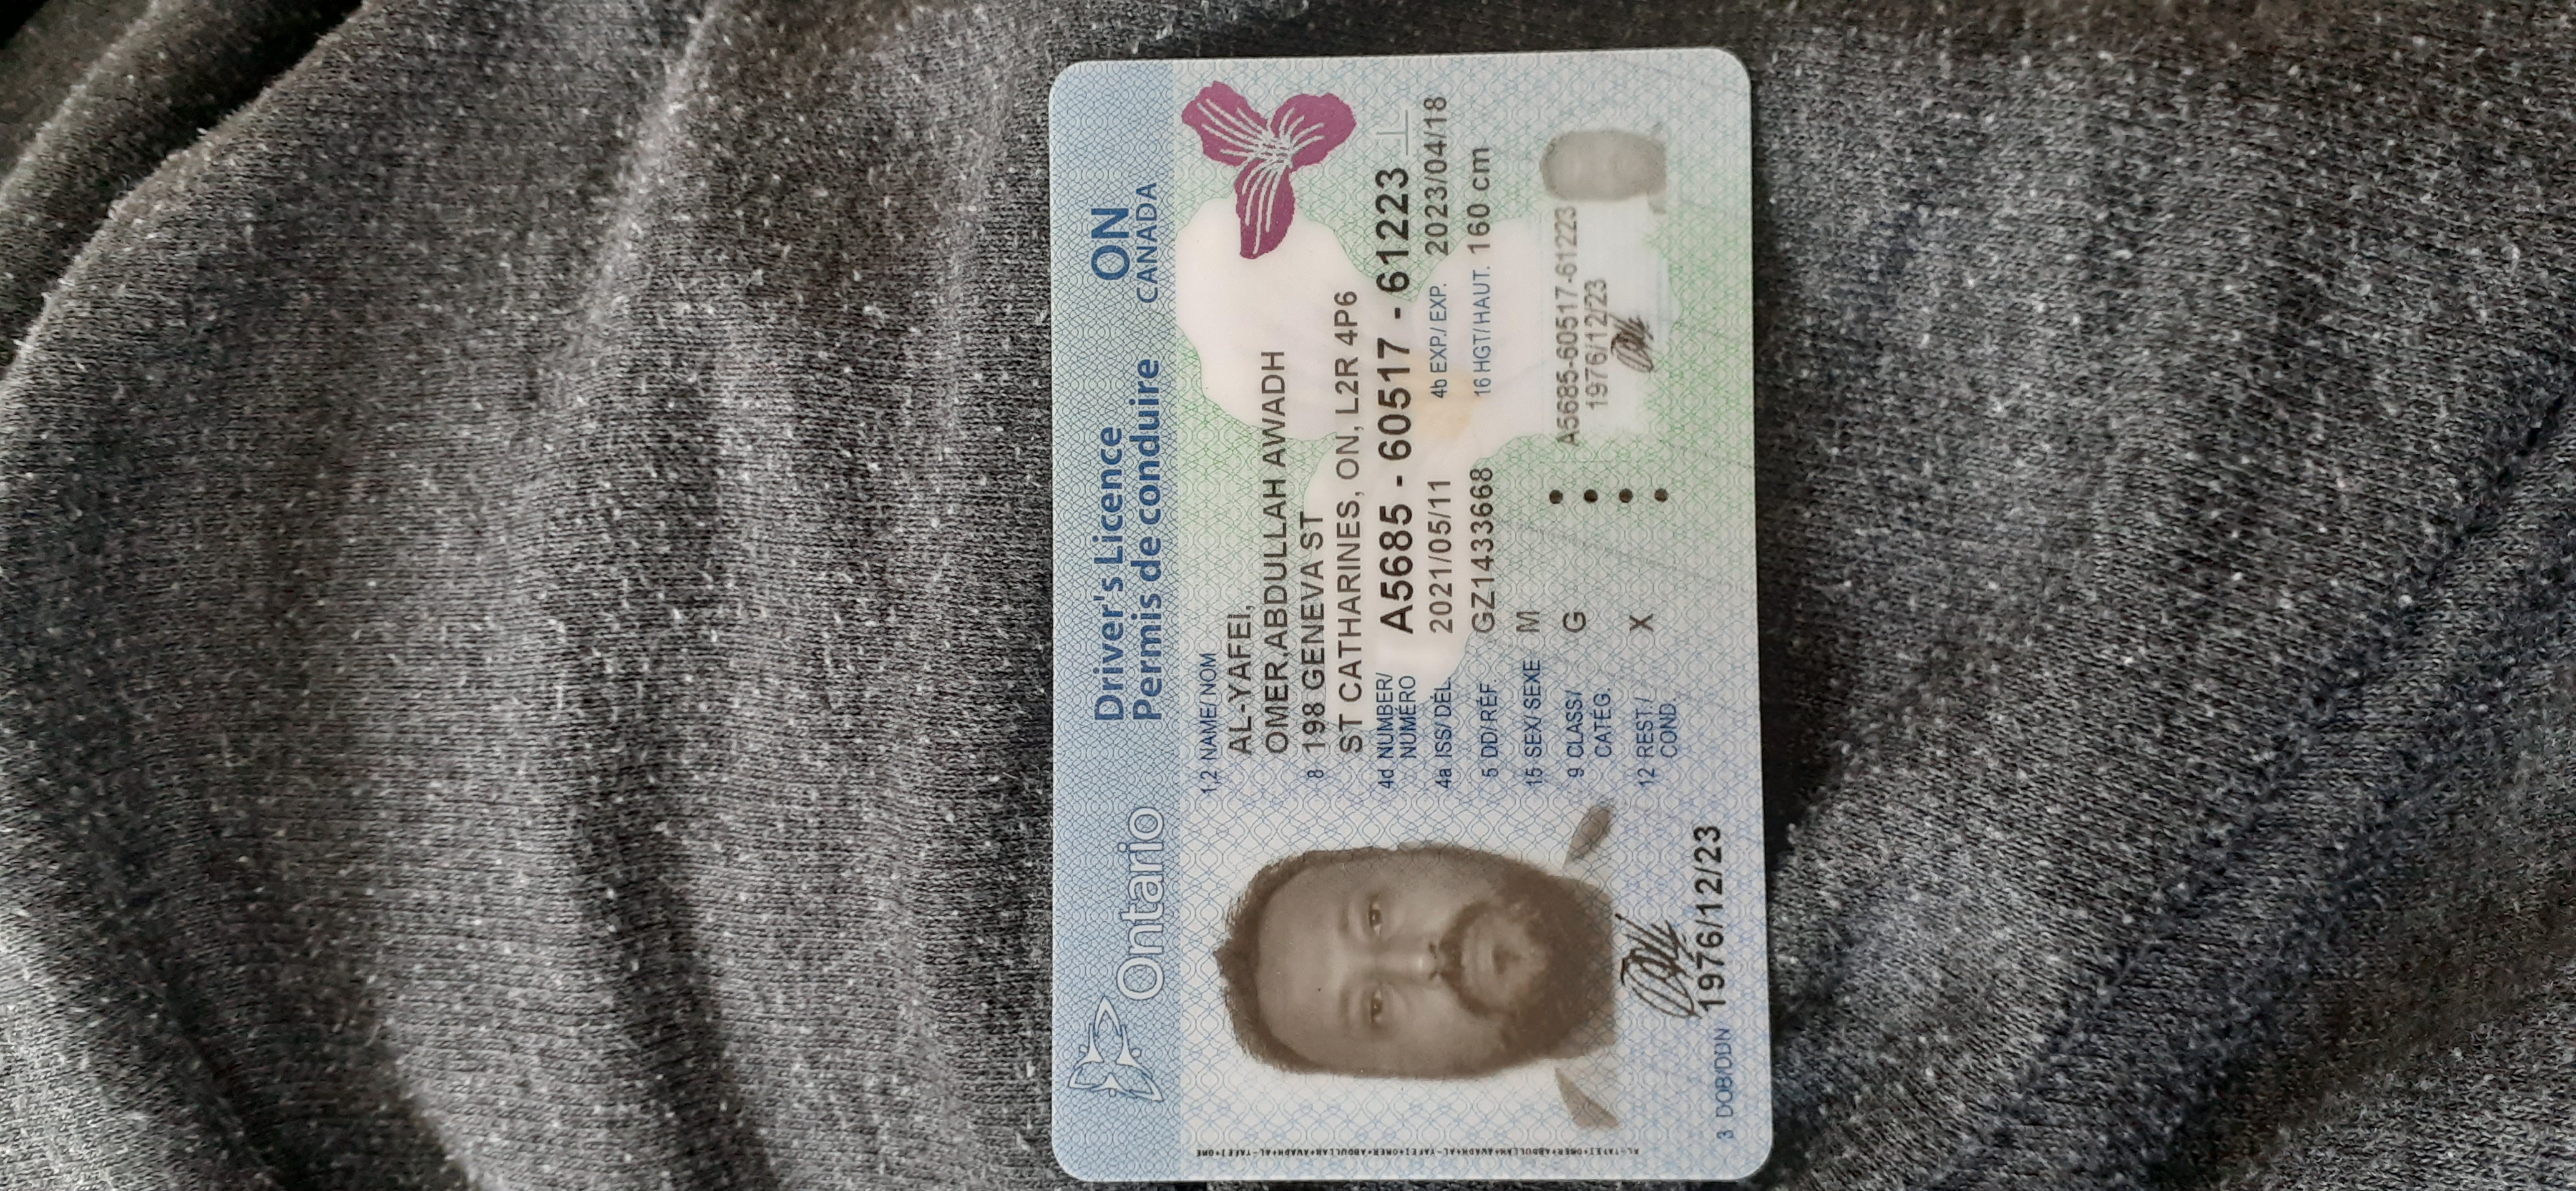 Ontario
Driver's Licence
Permis de conduire
ON
CANADA
1,2 NAME/ NOM
AL-YAFEI,
OMER,ABDULLAH AWADH
8 198 GENEVA ST
ST CATHARINES, ON, L2R 4P6
4d NUMBER/ NUMÉRO A5685 - 60517 - 61223
4a ISS/ DÉL. 2021/05/11 4b EXP./ EXP. 2023/04/18
5 DD/ RÉF. GZ1433668 16 HGT/ HAUT. 160 cm
15 SEX/ SEXE M
9 CLASS/ CATÉG. G
12 REST./ COND. X
A5685-60517-61223
1976/12/23
3 DOB/DDN 1976/12/23